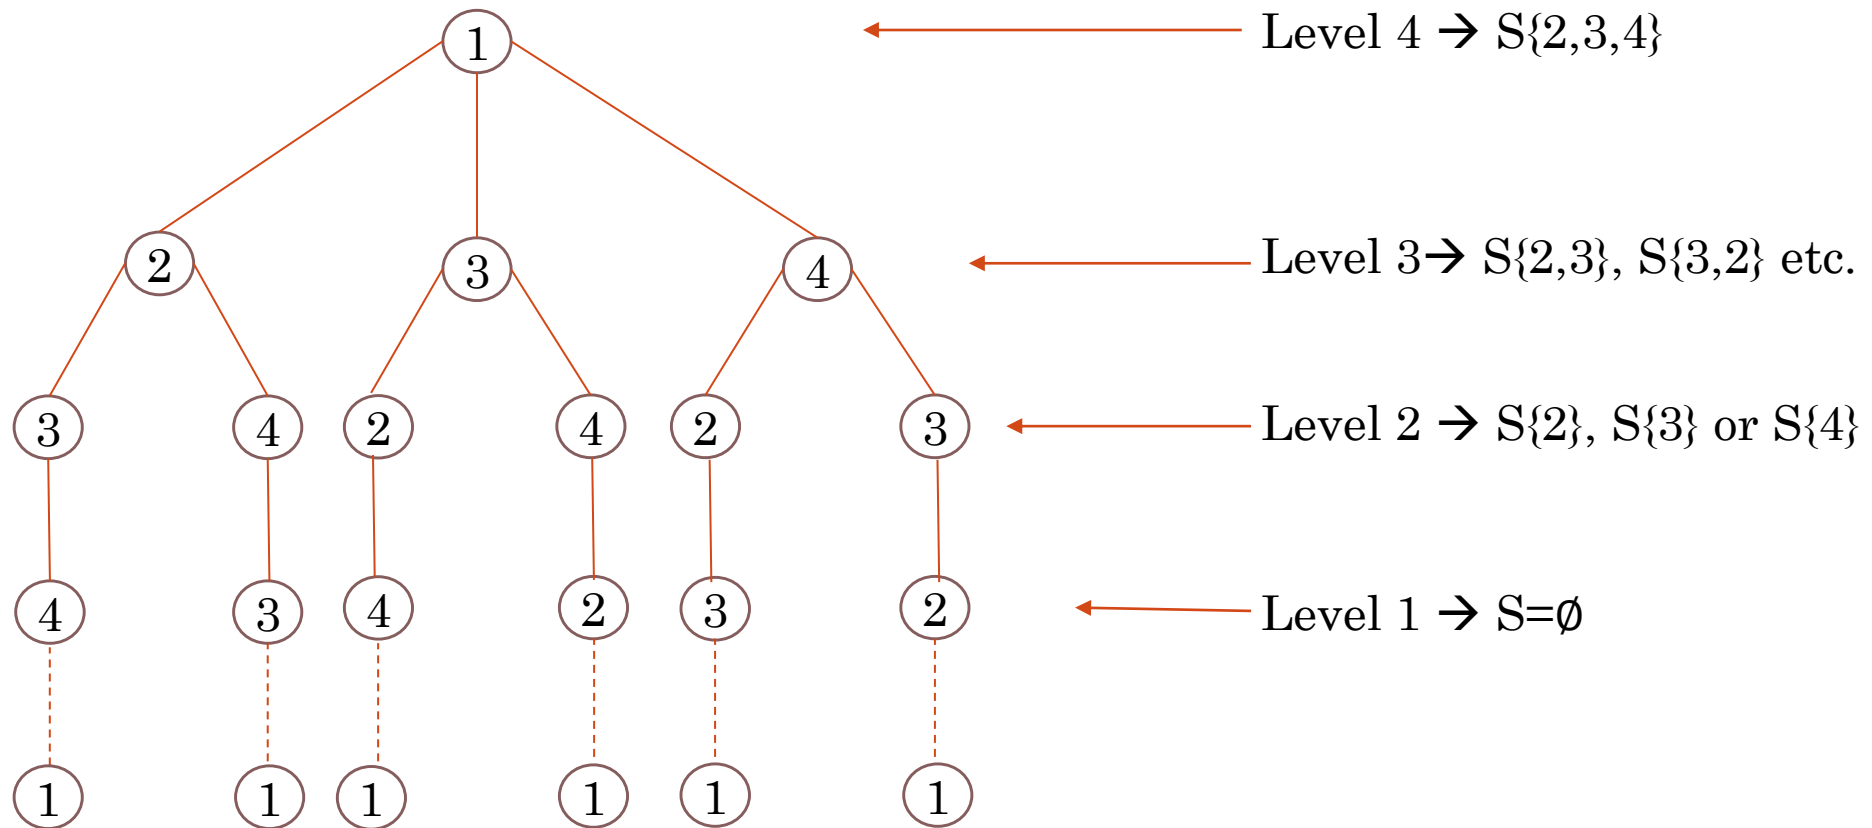 1 Level 4 → S{2,3,4}
2 3 4 Level 3→ S{2,3}, S{3,2} etc.
3 4 2 4 2 3 Level 2 → S{2}, S{3} or S{4}
4 3 4 2 3 2 Level 1 → S=∅
1 1 1 1 1 1